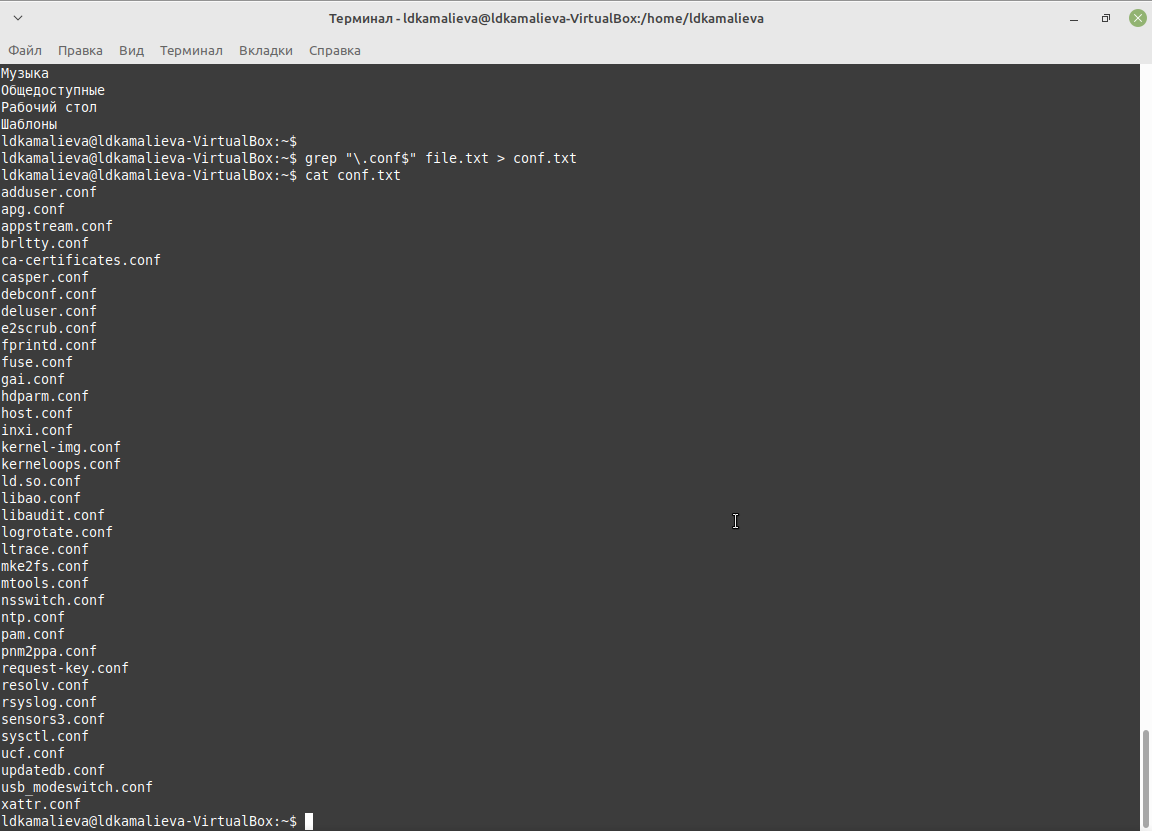 Терминал - ldkamalieva@ldkamalieva-VirtualBox:/home/ldkamalieva
Файл Правка Вид Терминал Вкладки Справка
Музыка
Общедоступные
Рабочий стол
Шаблоны
ldkamalieva@ldkamalieva-VirtualBox:~$
ldkamalieva@ldkamalieva-VirtualBox:~$ grep "\.conf$" file.txt > conf.txt
ldkamalieva@ldkamalieva-VirtualBox:~$ cat conf.txt
adduser.conf
apg.conf
appstream.conf
brltty.conf
ca-certificates.conf
casper.conf
debconf.conf
deluser.conf
e2scrub.conf
fprintd.conf
fuse.conf
gai.conf
hdparm.conf
host.conf
inxi.conf
kernel-img.conf
kerneloops.conf
ld.so.conf
libao.conf
libaudit.conf
logrotate.conf
ltrace.conf
mke2fs.conf
mtools.conf
nsswitch.conf
ntp.conf
pam.conf
pnm2ppa.conf
request-key.conf
resolv.conf
rsyslog.conf
sensors3.conf
sysctl.conf
ucf.conf
updatedb.conf
usb_modeswitch.conf
xattr.conf
ldkamalieva@ldkamalieva-VirtualBox:~$